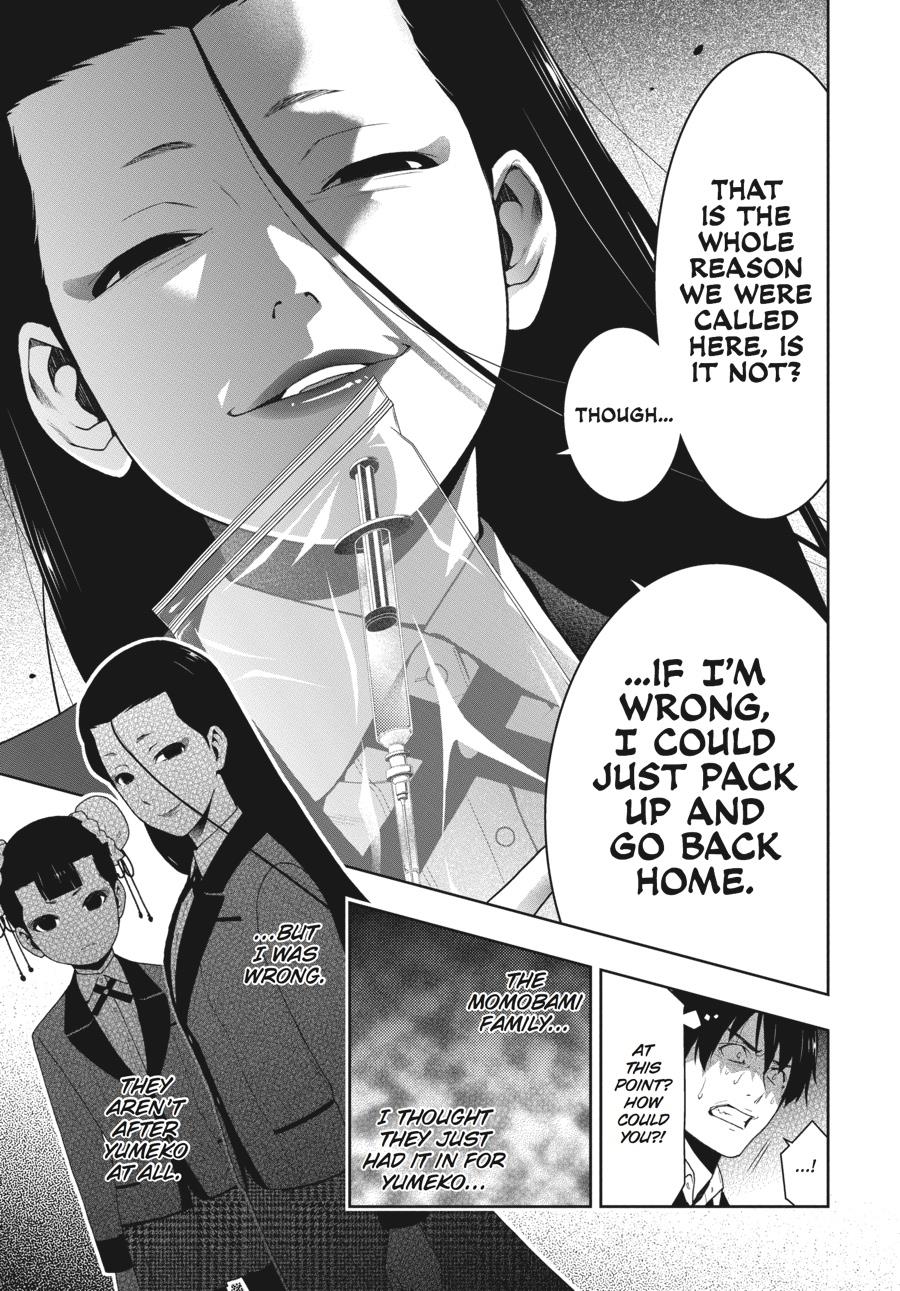 THAT
IS THE
WHOLE
REASON
WE WERE
CALLED
HERE, IS
IT NOT?
THOUGH...
...IF I'M
WRONG,
I COULD
JUST PACK
UP AND
GO BACK
HOME.
...!
AT
THIS
POINT?
HOW
COULD
YOU?!
THE
MOMOBAMI
FAMILY...
I THOUGHT
THEY JUST
HAD IT IN FOR
YUMEKO...
...BUT
I WAS
WRONG.
THEY
AREN'T
AFTER
YUMEKO
AT ALL.